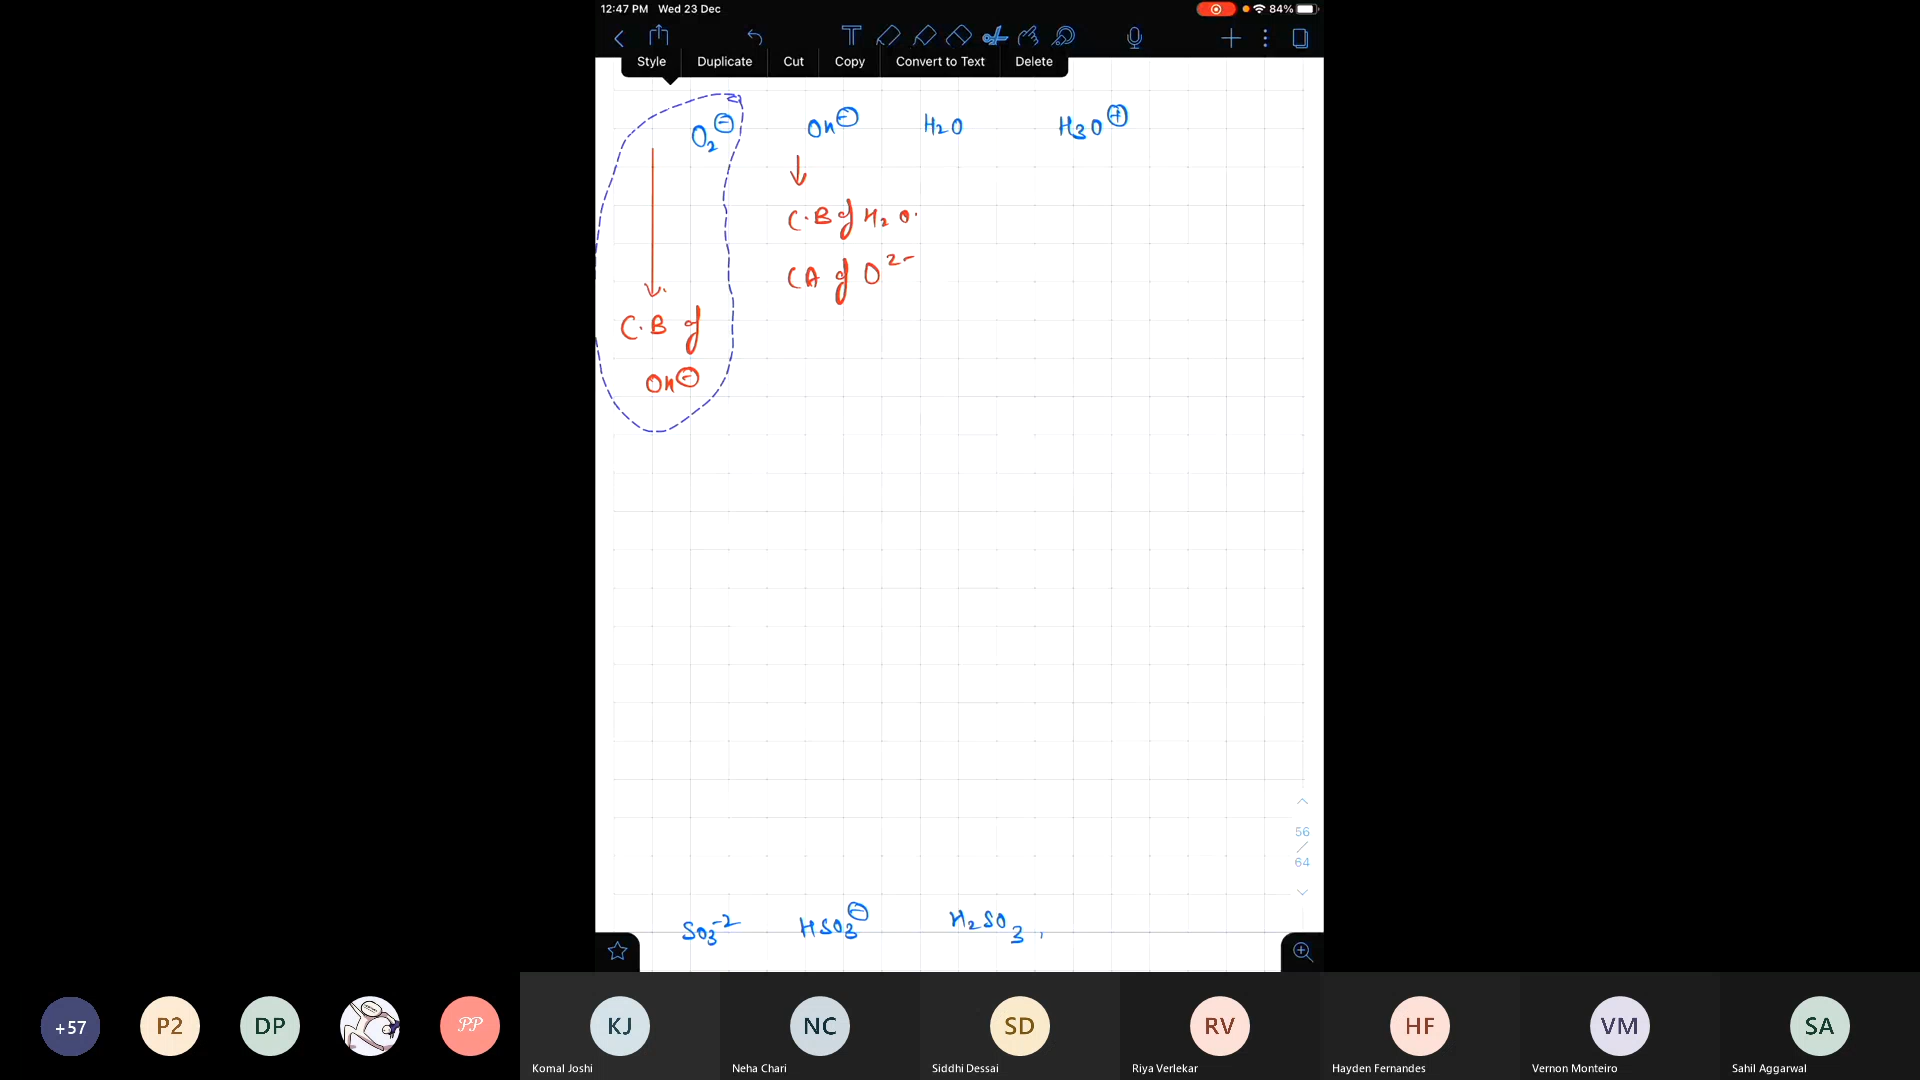 12:47 PM Wed 23 Dec 84%
T
Style Duplicate Cut Copy Convert to Text Delete
O₂⊖ OH⊖ H₂O H₃O⊕
C.B of H₂O.
CA of O²⁻
C.B of
OH⊖
56
/
64
SO₃⁻² HSO₃⊖ H₂SO₃,
+57 P2 DP PP KJ NC SD RV HF VM SA
Komal Joshi Neha Chari Siddhi Dessai Riya Verlekar Hayden Fernandes Vernon Monteiro Sahil Aggarwal